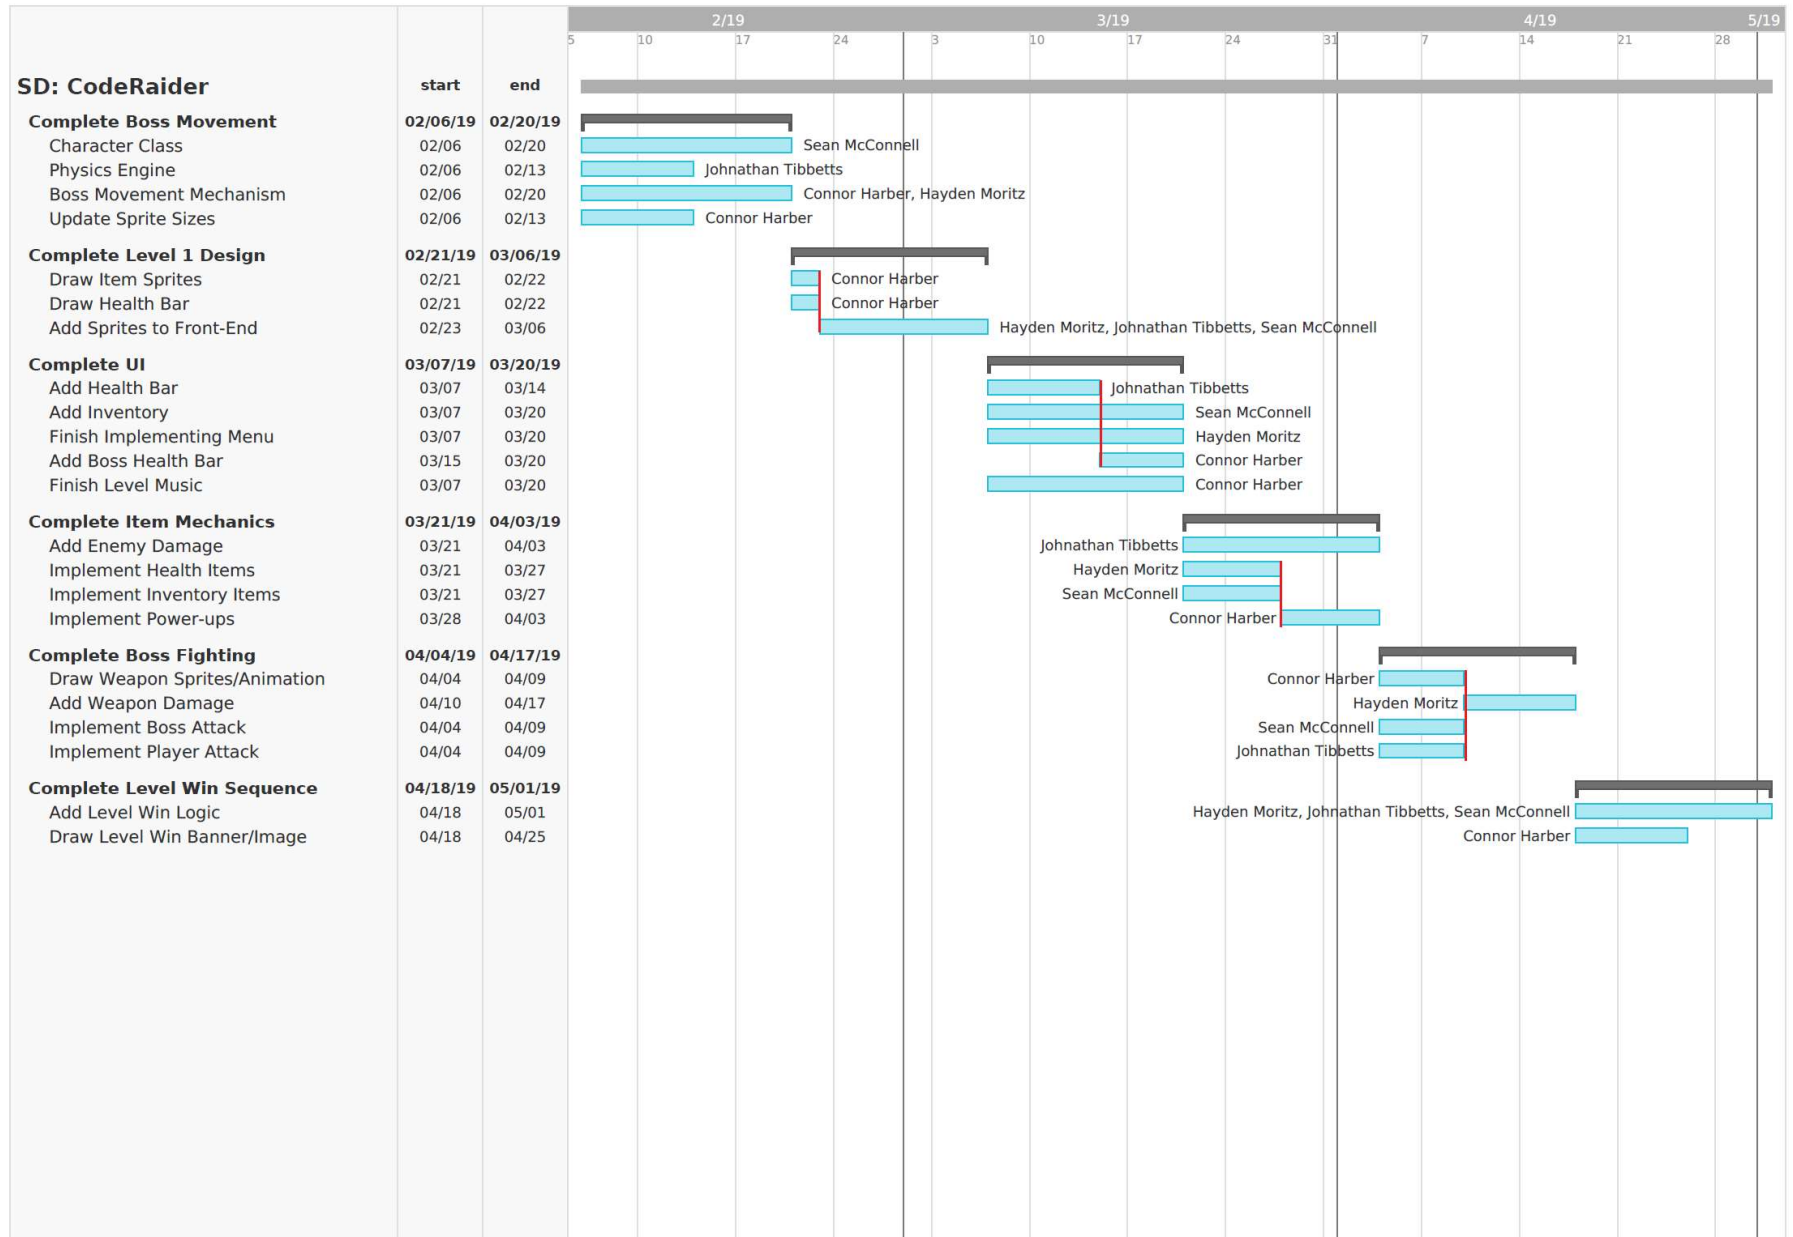 2/19 3/19 4/19 5/19
5 10 17 24 3 10 17 24 31 7 14 21 28
SD: CodeRaider start end
Complete Boss Movement 02/06/19 02/20/19
Character Class 02/06 02/20 Sean McConnell
Physics Engine 02/06 02/13 Johnathan Tibbetts
Boss Movement Mechanism 02/06 02/20 Connor Harber, Hayden Moritz
Update Sprite Sizes 02/06 02/13 Connor Harber
Complete Level 1 Design 02/21/19 03/06/19
Draw Item Sprites 02/21 02/22 Connor Harber
Draw Health Bar 02/21 02/22 Connor Harber
Add Sprites to Front-End 02/23 03/06 Hayden Moritz, Johnathan Tibbetts, Sean McConnell
Complete UI 03/07/19 03/20/19
Add Health Bar 03/07 03/14 Johnathan Tibbetts
Add Inventory 03/07 03/20 Sean McConnell
Finish Implementing Menu 03/07 03/20 Hayden Moritz
Add Boss Health Bar 03/15 03/20 Connor Harber
Finish Level Music 03/07 03/20 Connor Harber
Complete Item Mechanics 03/21/19 04/03/19
Add Enemy Damage 03/21 04/03 Johnathan Tibbetts
Implement Health Items 03/21 03/27 Hayden Moritz
Implement Inventory Items 03/21 03/27 Sean McConnell
Implement Power-ups 03/28 04/03 Connor Harber
Complete Boss Fighting 04/04/19 04/17/19
Draw Weapon Sprites/Animation 04/04 04/09 Connor Harber
Add Weapon Damage 04/10 04/17 Hayden Moritz
Implement Boss Attack 04/04 04/09 Sean McConnell
Implement Player Attack 04/04 04/09 Johnathan Tibbetts
Complete Level Win Sequence 04/18/19 05/01/19
Add Level Win Logic 04/18 05/01 Hayden Moritz, Johnathan Tibbetts, Sean McConnell
Draw Level Win Banner/Image 04/18 04/25 Connor Harber